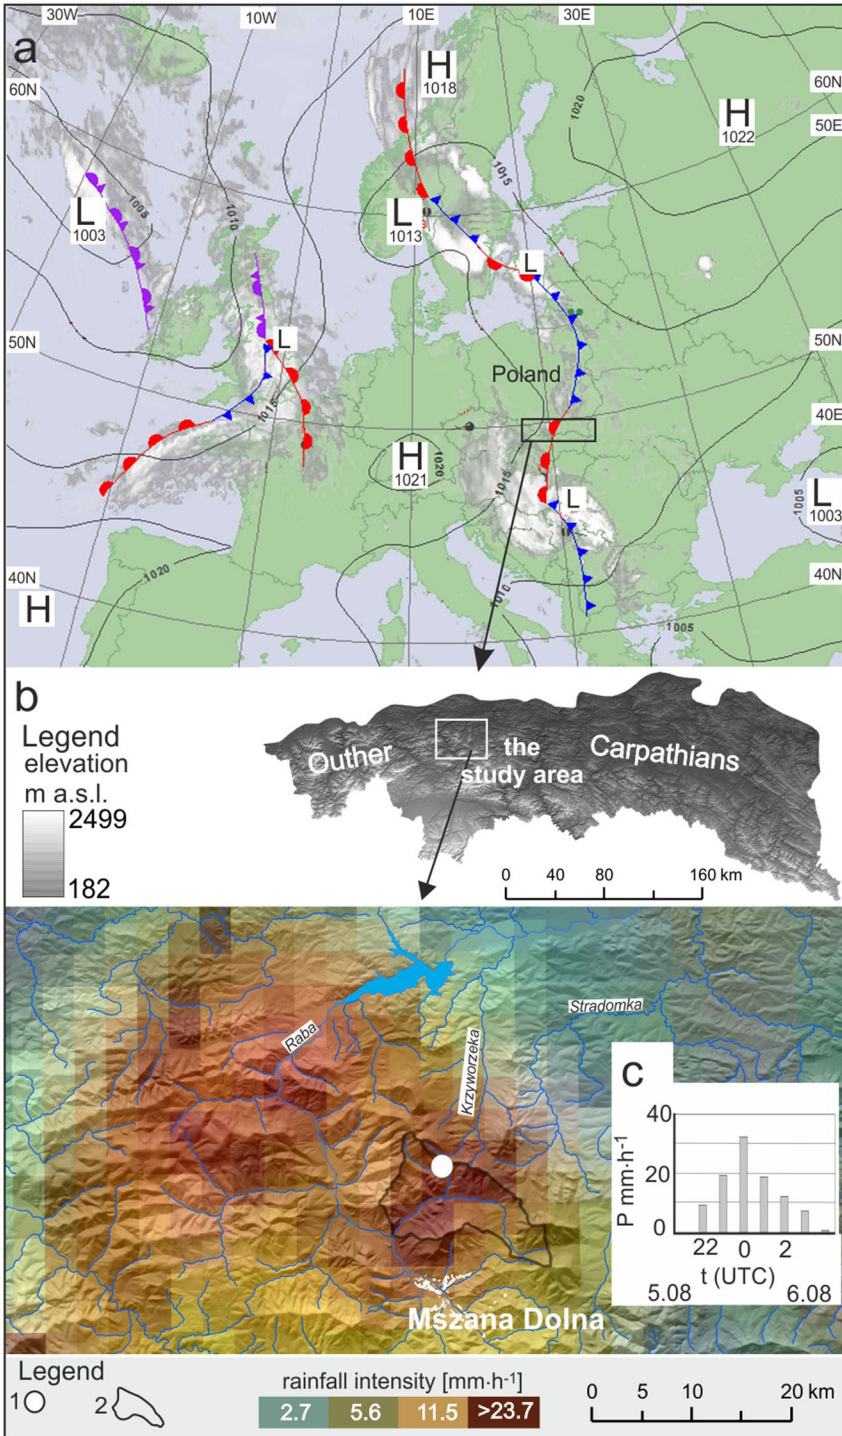 30W
10W
10E
30E
a
H
1018
60N
1020
60N
H
1022
50E
L
1003
1005
1010
1015
L
1013
L
50N
L
Poland
50N
1015
40E
H
1021
1020
1015
L
1005
L
1003
40N
1020
40N
H
1010
1005
b
Legend
elevation
m a.s.l.
2499
182
Outher
the
study area
Carpathians
0 40 80 160 km
Raba
Stradomka
Krzyworzeka
c
P mm·h-1
40
20
0
22 0 2
t (UTC)
5.08 6.08
Mszana Dolna
Legend
1
2
rainfall intensity [mm·h-1]
2.7 5.6 11.5 >23.7
0 5 10 20 km